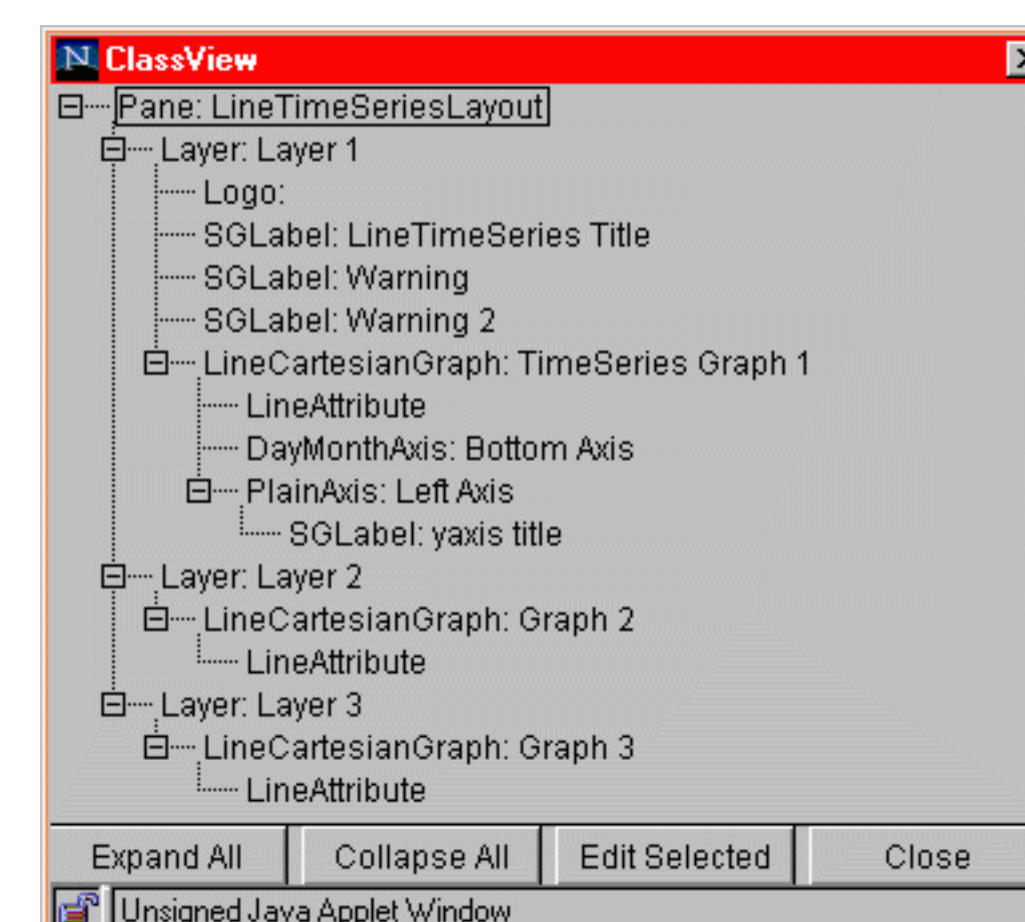 N ClassView
Pane: LineTimeSeriesLayout
Layer: Layer 1
Logo:
SGLabel: LineTimeSeries Title
SGLabel: Warning
SGLabel: Warning 2
LineCartesianGraph: TimeSeries Graph 1
LineAttribute
DayMonthAxis: Bottom Axis
PlainAxis: Left Axis
SGLabel: yaxis title
Layer: Layer 2
LineCartesianGraph: Graph 2
LineAttribute
Layer: Layer 3
LineCartesianGraph: Graph 3
LineAttribute
Expand All Collapse All Edit Selected Close
Unsigned Java Applet Window